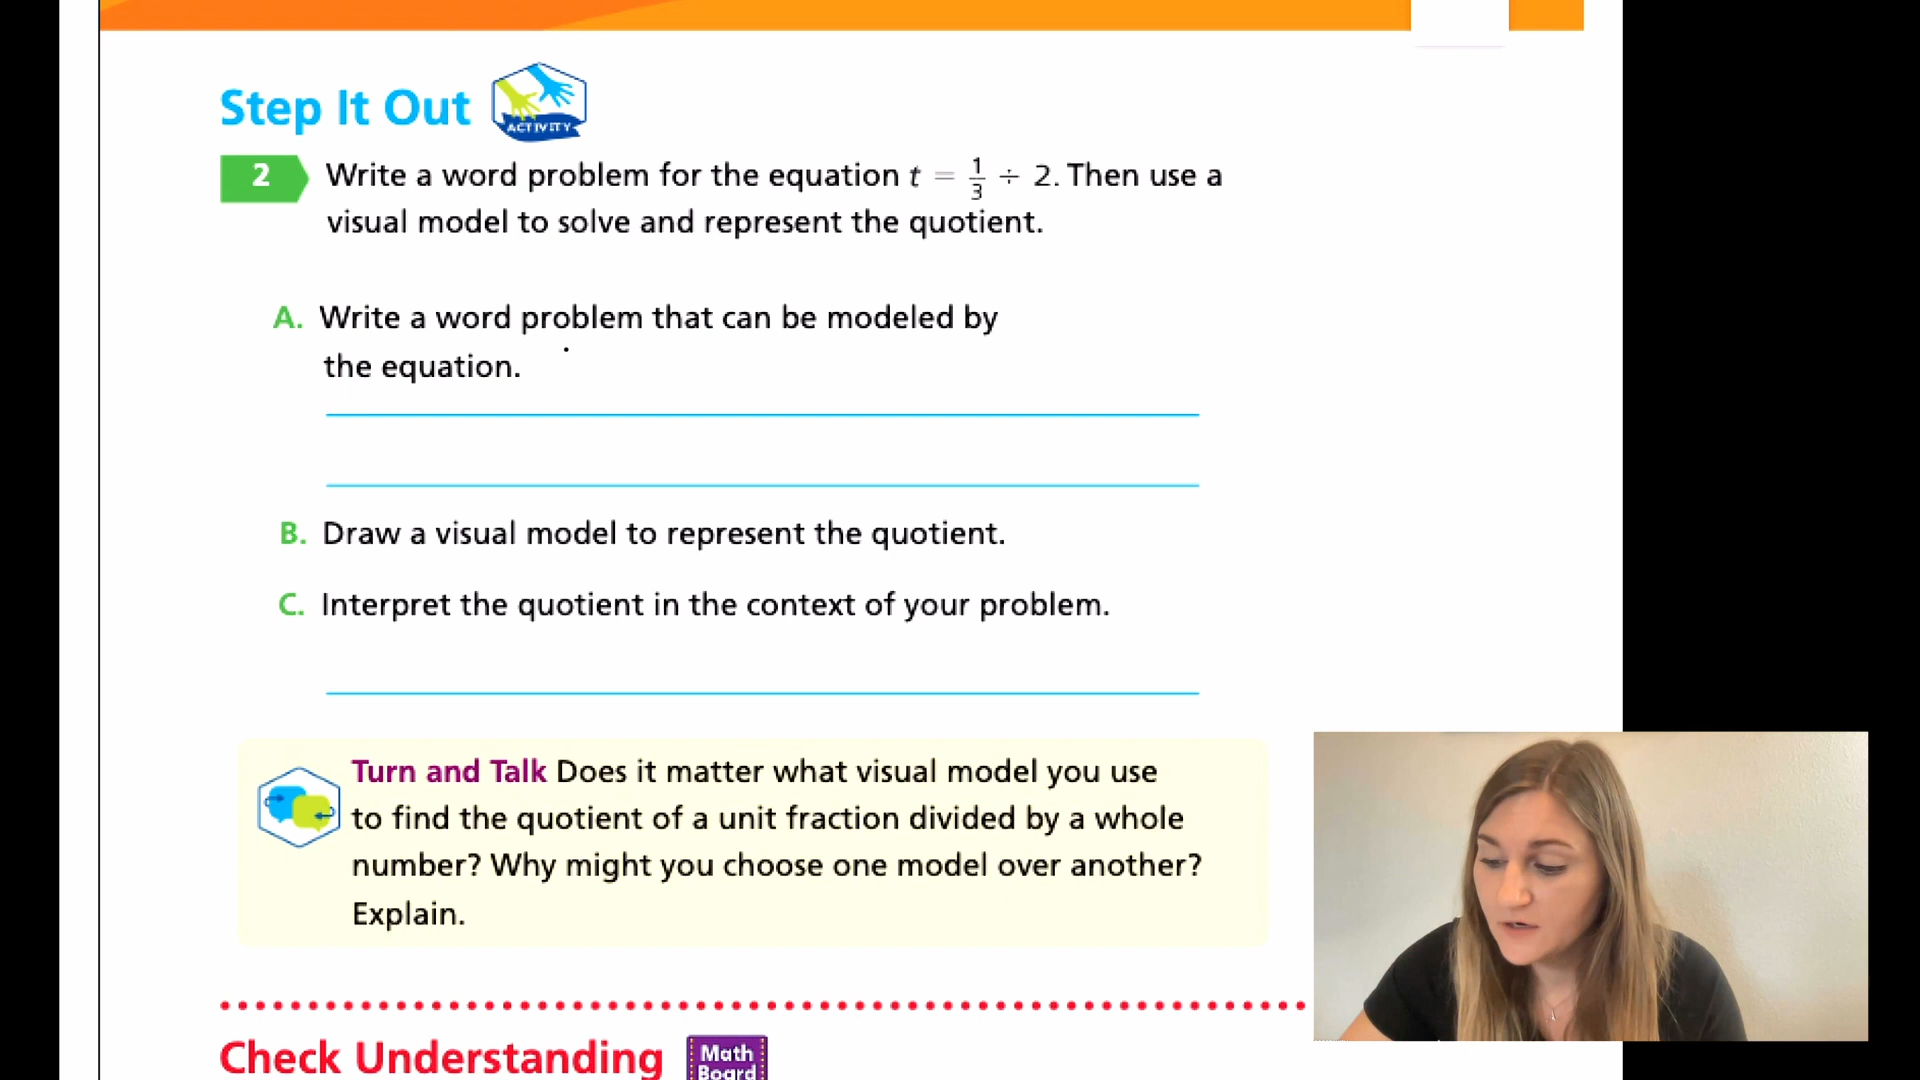 Step It Out
ACTIVITY
2 Write a word problem for the equation t = 1/3 ÷ 2. Then use a
visual model to solve and represent the quotient.
A. Write a word problem that can be modeled by
the equation.
B. Draw a visual model to represent the quotient.
C. Interpret the quotient in the context of your problem.
Turn and Talk Does it matter what visual model you use
to find the quotient of a unit fraction divided by a whole
number? Why might you choose one model over another?
Explain.
Check Understanding
Math
Board